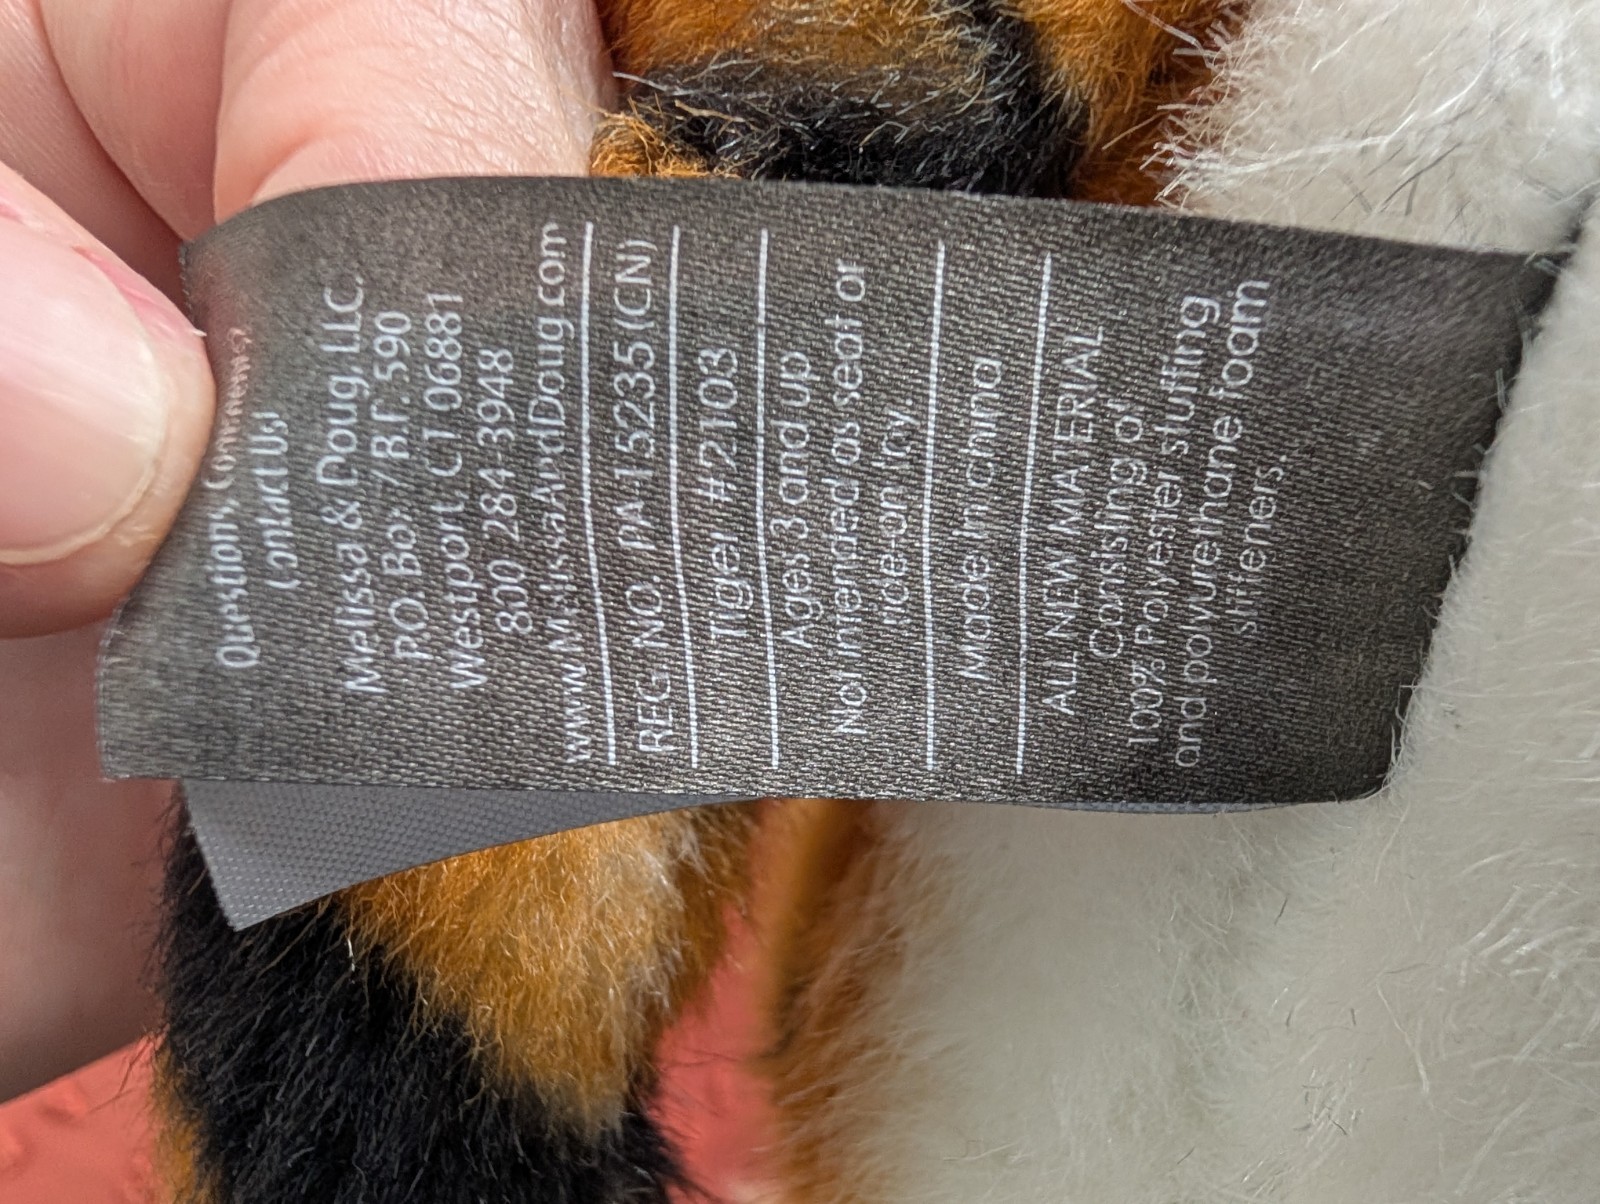 Questions, Comments?
Contact Us!
Melissa & Doug, LLC.
P.O. Box 7 R.F. 590
Westport, CT 06881
800 284-3948
www.MelissaAndDoug.com
REG. NO. PA-15235 (CN)
Tiger #2103
Ages 3 and up
Not intended as seat or
ride-on toy.
Made in china
ALL NEW MATERIAL
Consisting of
100% Polyester stuffing
and polyurethane foam
stiffeners.